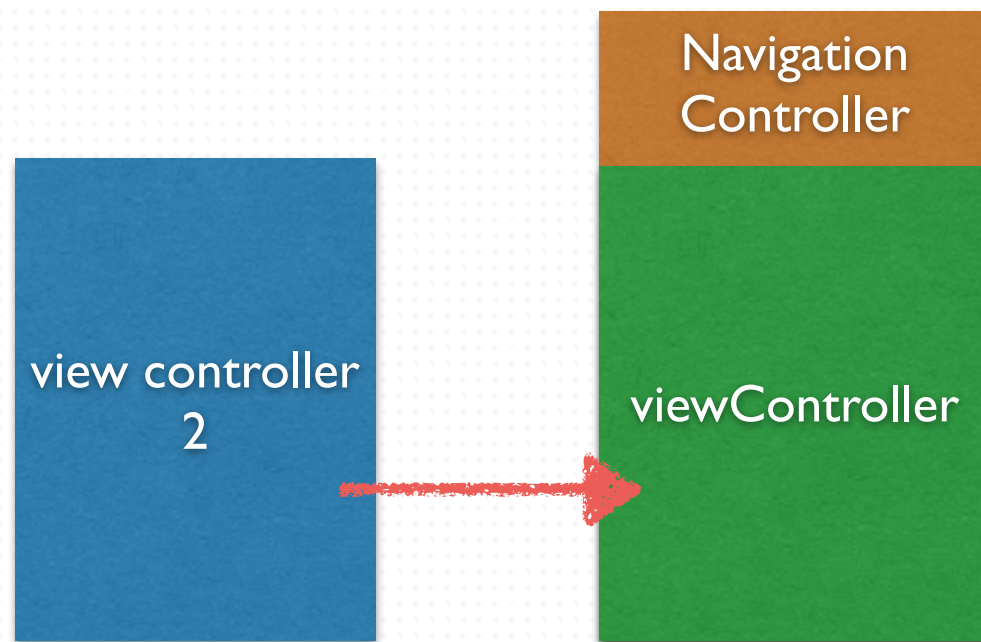 Navigation
Controller
view controller
2
viewController